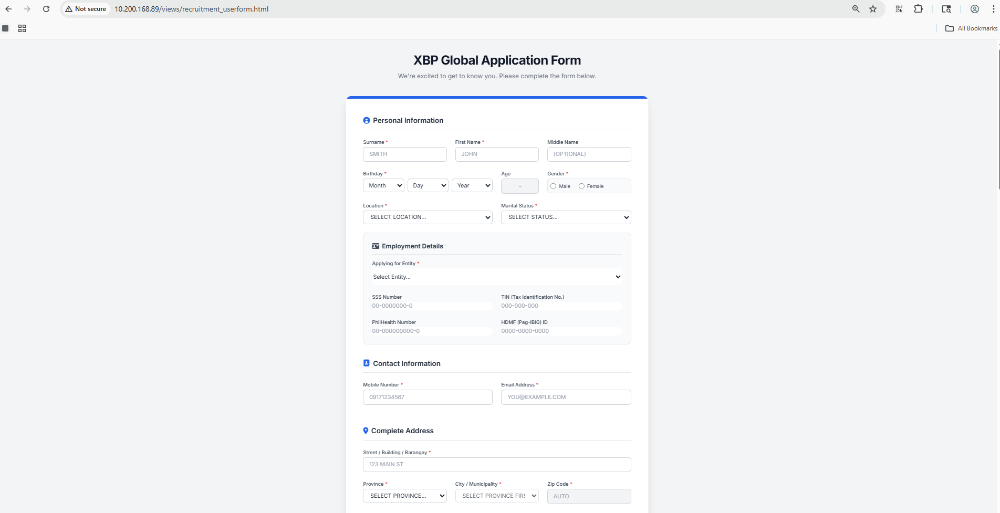 Not secure
10.200.168.89/views/recruitment_userform.html
All Bookmarks
XBP Global Application Form
We're excited to get to know you. Please complete the form below.
Personal Information
Surname * First Name * Middle Name
SMITH JOHN (OPTIONAL)
Birthday * Age Gender *
Month Day Year - Male Female
Location * Marital Status *
SELECT LOCATION... SELECT STATUS...
Employment Details
Applying for Entity *
Select Entity...
SSS Number TIN (Tax Identification No.)
00-0000000-0 000-000-000
PhilHealth Number HDMF (Pag-IBIG) ID
00-000000000-0 0000-0000-0000
Contact Information
Mobile Number * Email Address *
09171234567 YOU@EXAMPLE.COM
Complete Address
Street / Building / Barangay *
123 MAIN ST
Province * City / Municipality * Zip Code *
SELECT PROVINCE... SELECT PROVINCE FIRS AUTO